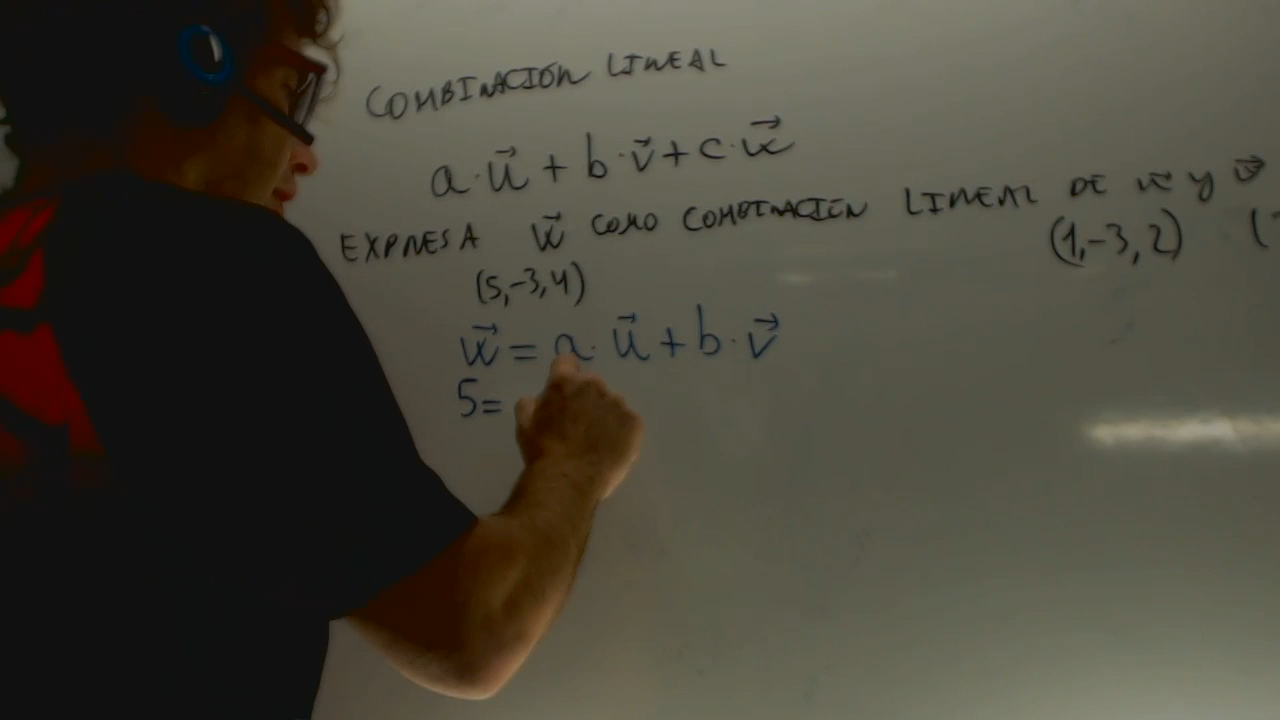 COMBINACIÓN LINEAL
a·u⃗ + b·v⃗ + c·w⃗
EXPRESA w⃗ COMO COMBINACIÓN LINEAL DE u⃗ y v⃗
(5,-3,4) (1,-3,2) (
w⃗ = a·u⃗ + b·v⃗
5=